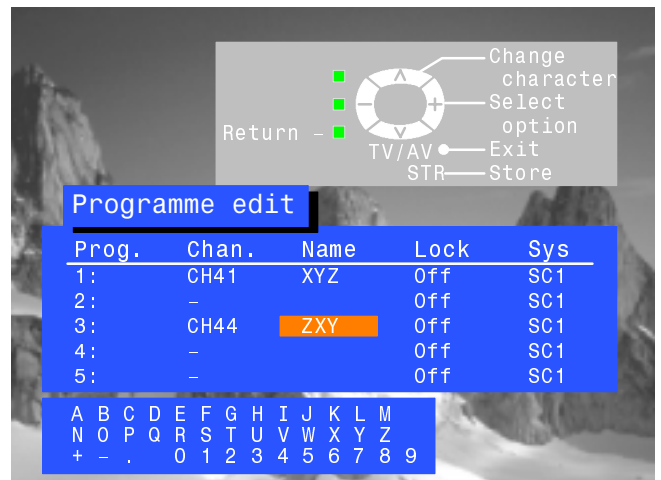 Change
character
Select
option
Return –
TV/AV
Exit
STR
Store
Programme edit
Prog. Chan. Name Lock Sys
1: CH41 XYZ Off SC1
2: – Off SC1
3: CH44 ZXY Off SC1
4: – Off SC1
5: – Off SC1
A B C D E F G H I J K L M
N O P Q R S T U V W X Y Z
+ – . 0 1 2 3 4 5 6 7 8 9